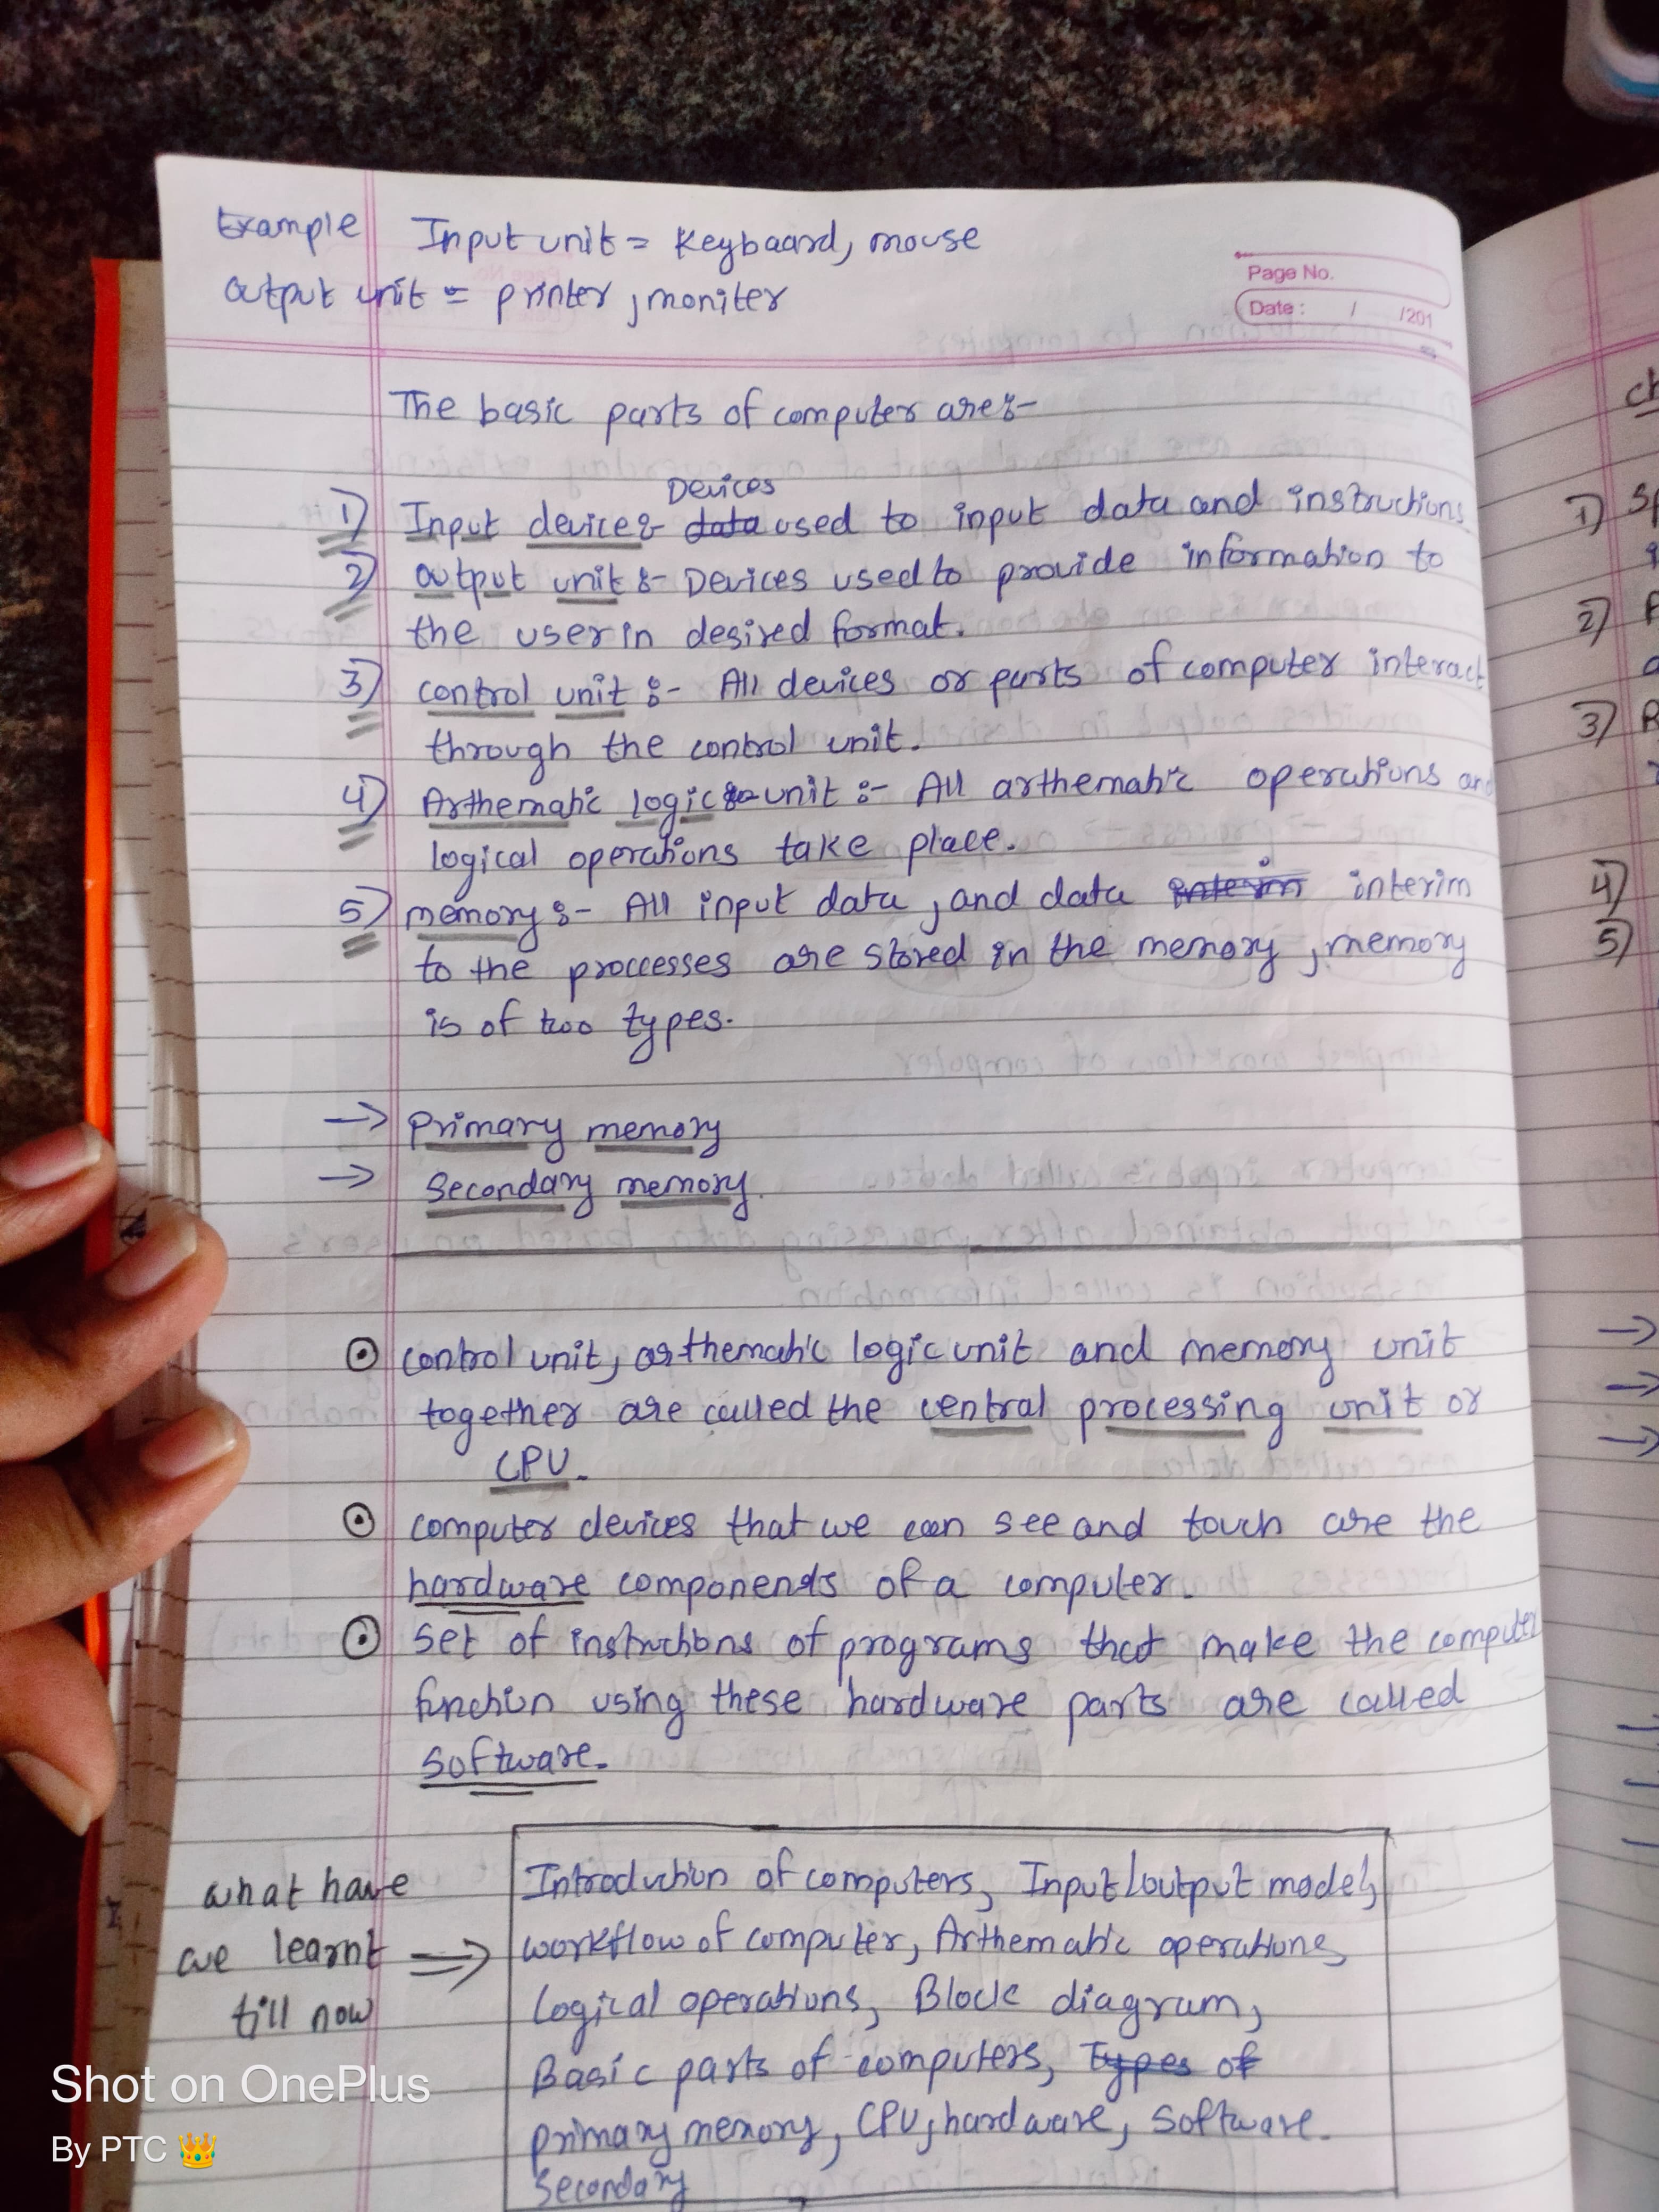 Example Input unit = Keyboard, mouse
Output unit = printer, moniter
Page No.
Date : / /201
The basic parts of computer are:-
Devices
1) Input device:- data used to input data and instructions
2) output unit :- Devices used to provide information to
the user in desired format.
3) control unit :- All devices or parts of computer interact
through the control unit.
4) Arthematic logic unit :- All arthematic operations and
logical operations take place.
5) memory :- All input data, and data interim interim
to the proccesses are stored in the memory, memory
is of two types.
→ Primary memory
→ Secondary memory.
⊙ control unit, arthematic logic unit and memory unit
together are called the central processing unit or
CPU.
⊙ computer devices that we can see and touch are the
hardware components of a computer.
⊙ set of instructions of programs that make the computer
function using these hardware parts are called
software.
what have
we learnt ⇒
till now
Introduction of computers, Input/output model,
workflow of computer, Arthematic operations,
Logical operations, Block diagram,
Basic parts of computers, Types of
primary memory, CPU, hardware, software.
secondary
ch
1) Sp
2)
3) R
4)
5)
→
→
→
Shot on OnePlus
By PTC 👑